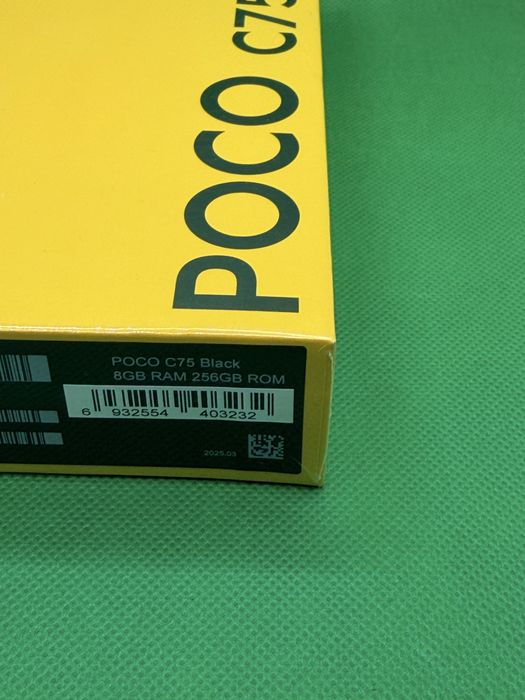 POCO C75
POCO C75 Black
8GB RAM 256GB ROM
6 932554 403232
2025.03